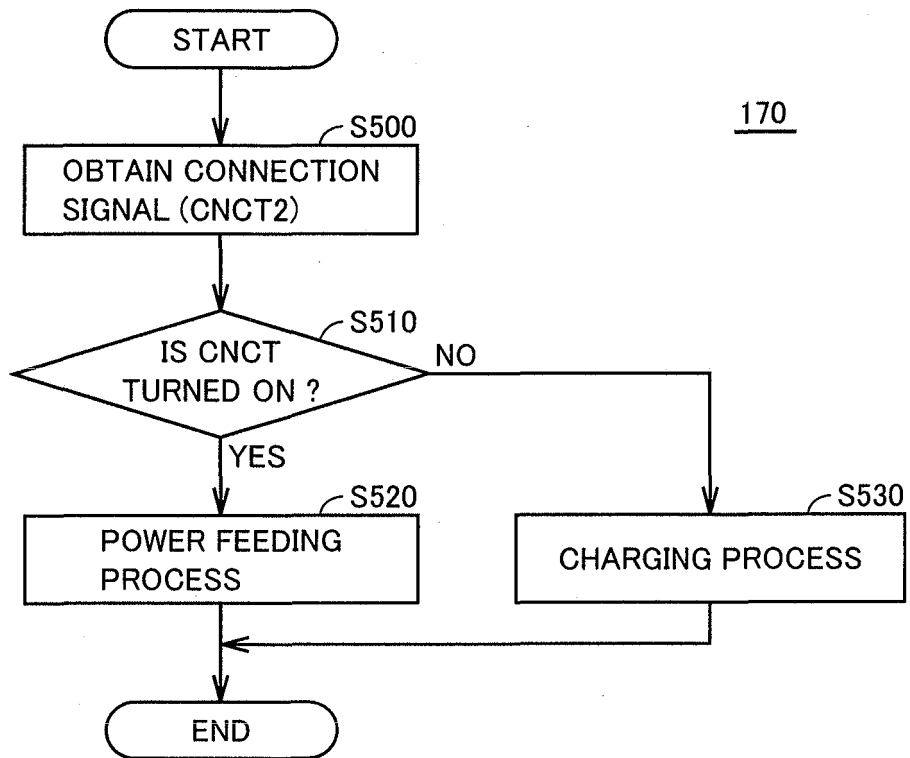 START
170
S500
OBTAIN CONNECTION
SIGNAL (CNCT2)
S510
IS CNCT
TURNED ON ?
NO
YES
S520
POWER FEEDING
PROCESS
S530
CHARGING PROCESS
END